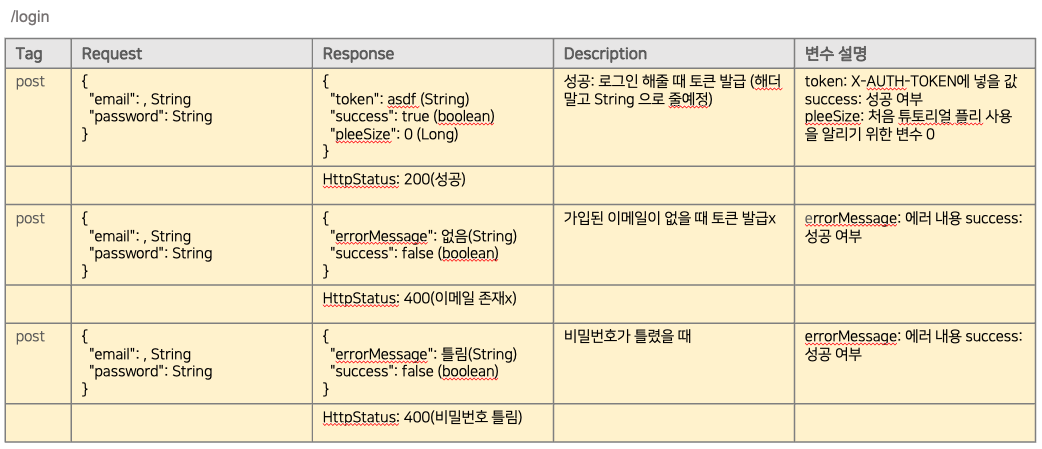 /login
Tag Request Response Description 변수 설명
post
{
"email": , String
"password": String
}
{
"token": asdf (String)
"success": true (boolean)
"pleeSize": 0 (Long)
}
성공: 로그인 해줄 때 토큰 발급 (해더
말고 String 으로 줄예정)
token: X-AUTH-TOKEN에 넣을 값
success: 성공 여부
pleeSize: 처음 튜토리얼 플리 사용
을 알리기 위한 변수 0
HttpStatus: 200(성공)
post
{
"email": , String
"password": String
}
{
"errorMessage": 없음(String)
"success": false (boolean)
}
가입된 이메일이 없을 때 토큰 발급x
errorMessage: 에러 내용 success:
성공 여부
HttpStatus: 400(이메일 존재x)
post
{
"email": , String
"password": String
}
{
"errorMessage": 틀림(String)
"success": false (boolean)
}
비밀번호가 틀렸을 때
errorMessage: 에러 내용 success:
성공 여부
HttpStatus: 400(비밀번호 틀림)